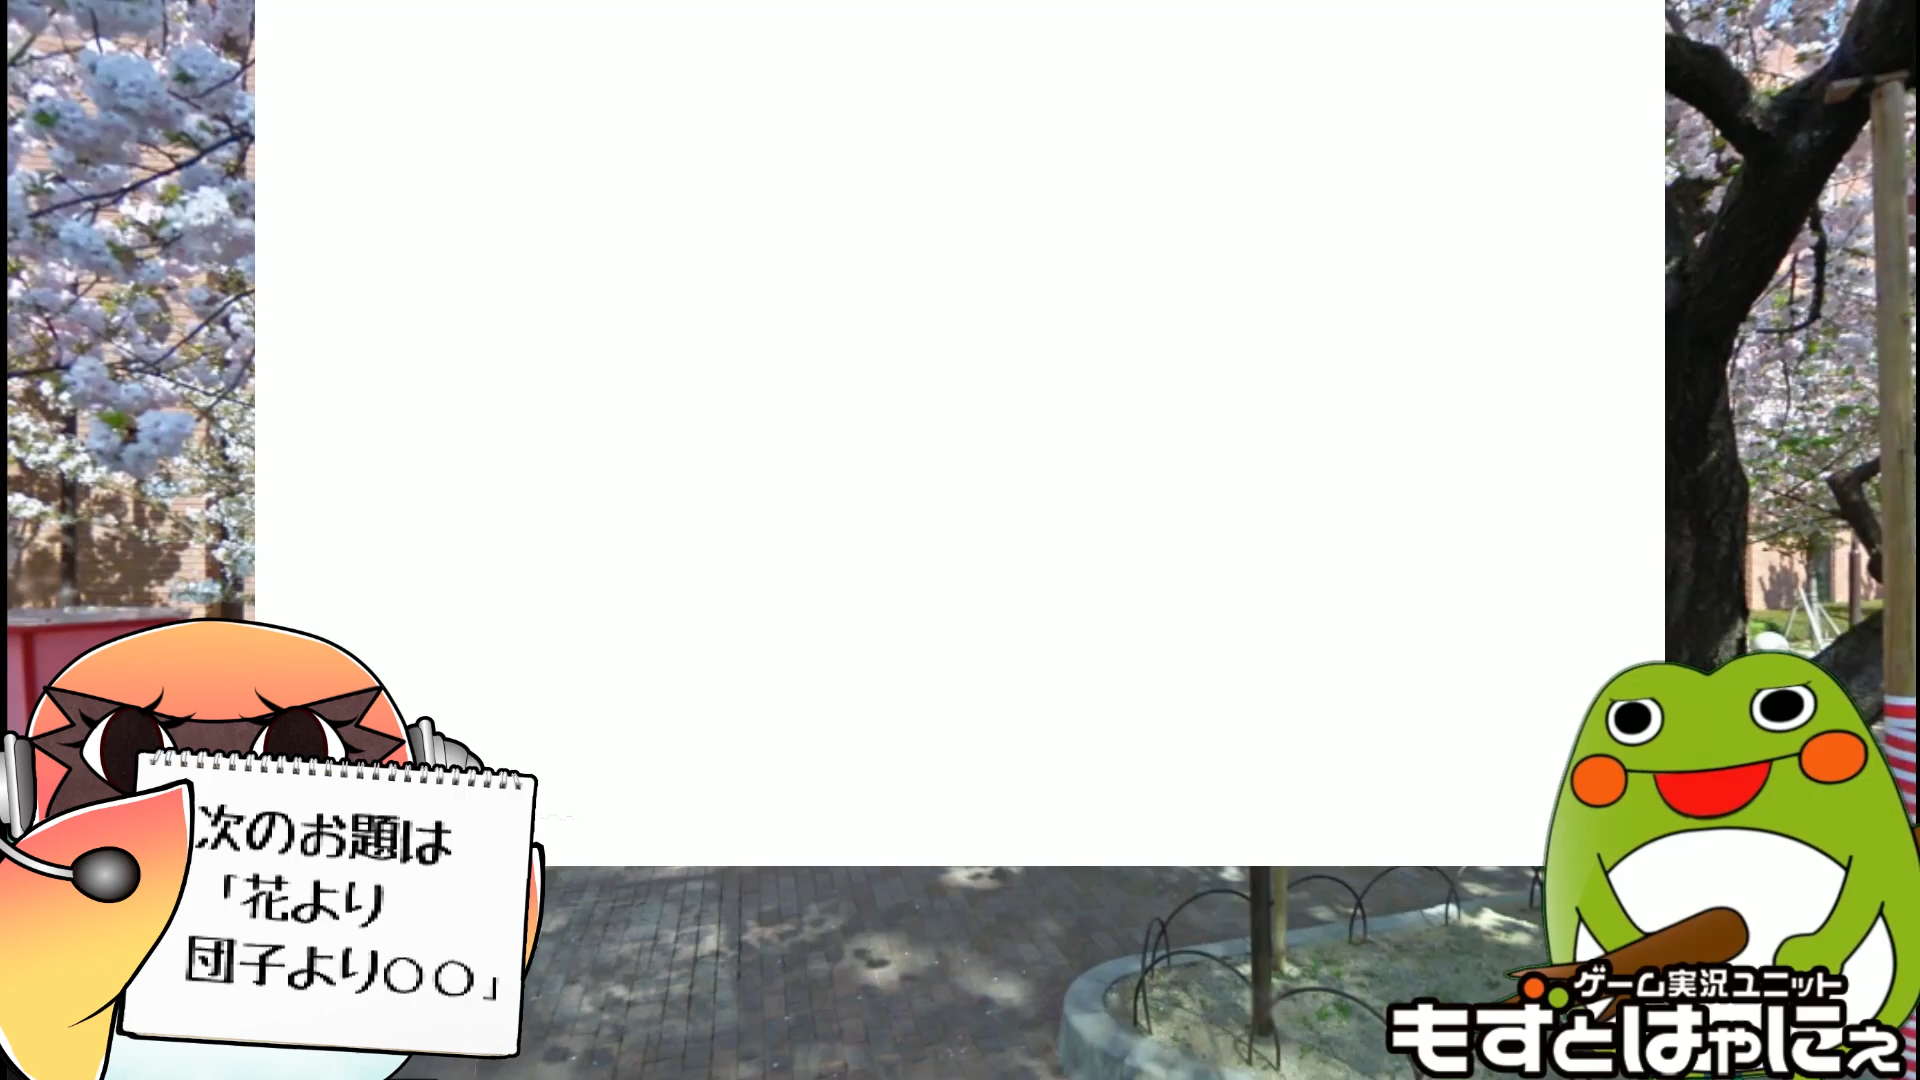 次のお題は
「花より
団子より○○」
ゲーム実況ユニット
もずとはゃにぇ